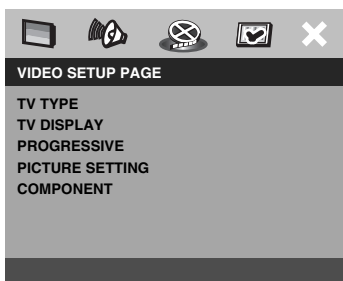 VIDEO SETUP PAGE
TV TYPE
TV DISPLAY
PROGRESSIVE
PICTURE SETTING
COMPONENT